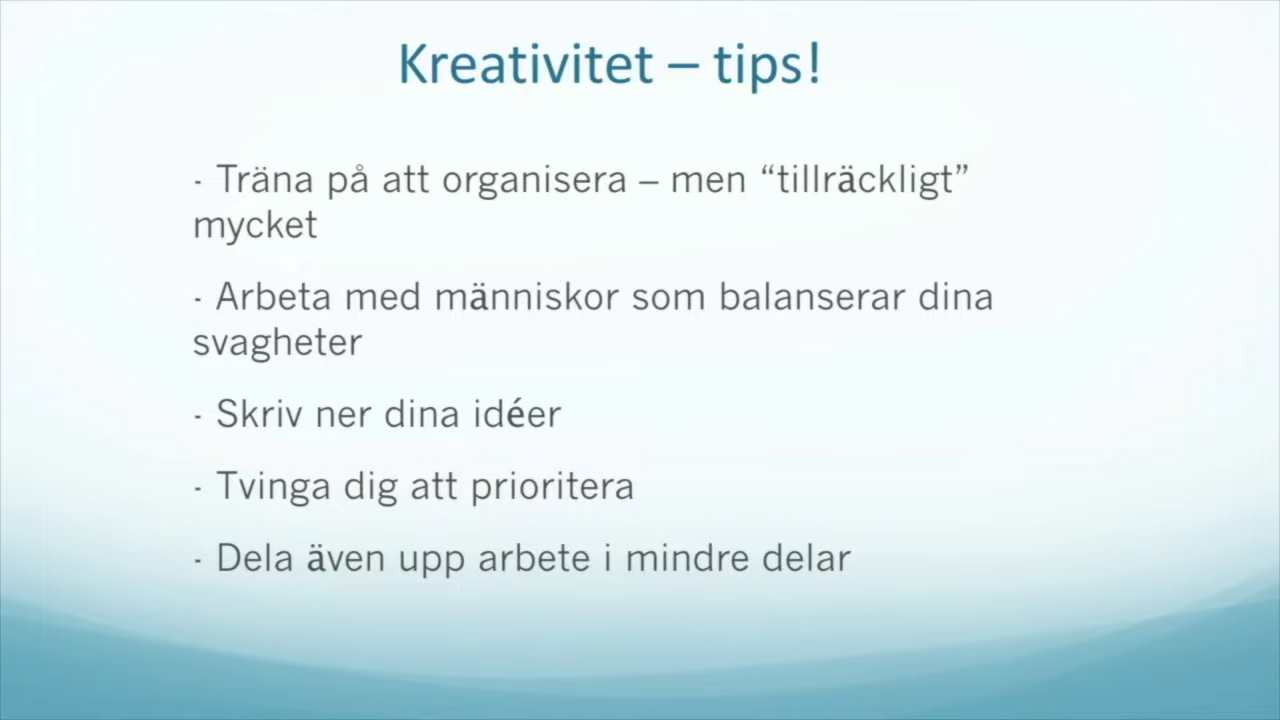 Kreativitet – tips!
- Träna på att organisera – men “tillräckligt”
mycket
- Arbeta med människor som balanserar dina
svagheter
- Skriv ner dina idéer
- Tvinga dig att prioritera
- Dela även upp arbete i mindre delar